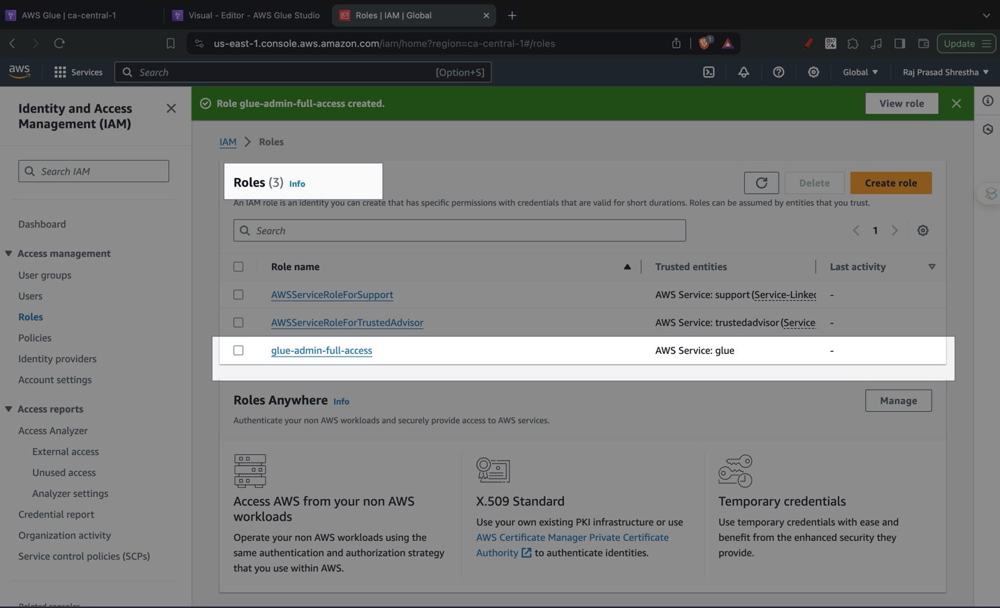 AWS Glue | ca-central-1
Visual - Editor - AWS Glue Studio
Roles | IAM | Global
us-east-1.console.aws.amazon.com/iam/home?region=ca-central-1#/roles
1
Update
aws
Services
Search
[Option+S]
Global
Raj Prasad Shrestha
Identity and Access
Management (IAM)
Search IAM
Dashboard
Access management
User groups
Users
Roles
Policies
Identity providers
Account settings
Access reports
Access Analyzer
External access
Unused access
Analyzer settings
Credential report
Organization activity
Service control policies (SCPs)
Related consoles
Role glue-admin-full-access created.
View role
IAM > Roles
Roles (3) Info
Delete
Create role
An IAM role is an identity you can create that has specific permissions with credentials that are valid for short durations. Roles can be assumed by entities that you trust.
Search
1
Role name
Trusted entities
Last activity
AWSServiceRoleForSupport
AWS Service: support (Service-Linked
-
AWSServiceRoleForTrustedAdvisor
AWS Service: trustedadvisor (Service
-
glue-admin-full-access
AWS Service: glue
-
Roles Anywhere Info
Manage
Authenticate your non AWS workloads and securely provide access to AWS services.
Access AWS from your non AWS
workloads
Operate your non AWS workloads using the
same authentication and authorization strategy
that you use within AWS.
X.509 Standard
Use your own existing PKI infrastructure or use
AWS Certificate Manager Private Certificate
Authority to authenticate identities.
Temporary credentials
Use temporary credentials with ease and
benefit from the enhanced security they
provide.